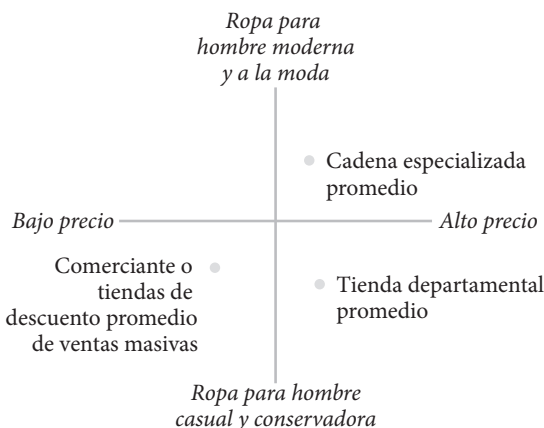 Ropa para
hombre moderna
y a la moda
Cadena especializada
promedio
Bajo precio
Alto precio
Comerciante o
tiendas de
descuento promedio
de ventas masivas
Tienda departamental
promedio
Ropa para hombre
casual y conservadora